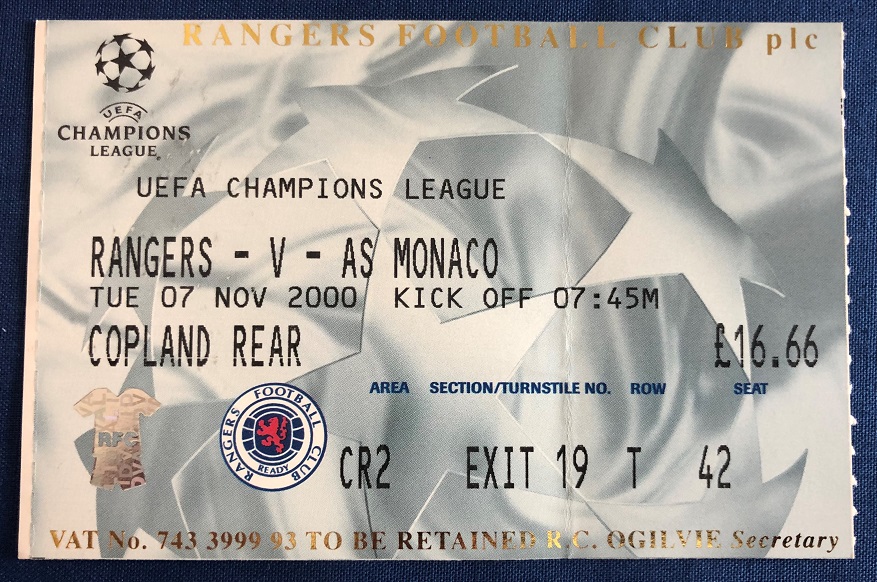 RANGERS FOOTBALL CLUB plc
UEFA
CHAMPIONS
LEAGUE
UEFA CHAMPIONS LEAGUE
RANGERS - V - AS MONACO
TUE 07 NOV 2000 KICK OFF 07:45M
COPLAND REAR £16.66
AREA SECTION/TURNSTILE NO. ROW SEAT
RFC
RANGERS FOOTBALL CLUB
READY
CR2 EXIT 19 T 42
VAT No. 743 3999 93 TO BE RETAINED R.C. OGILVIE Secretary